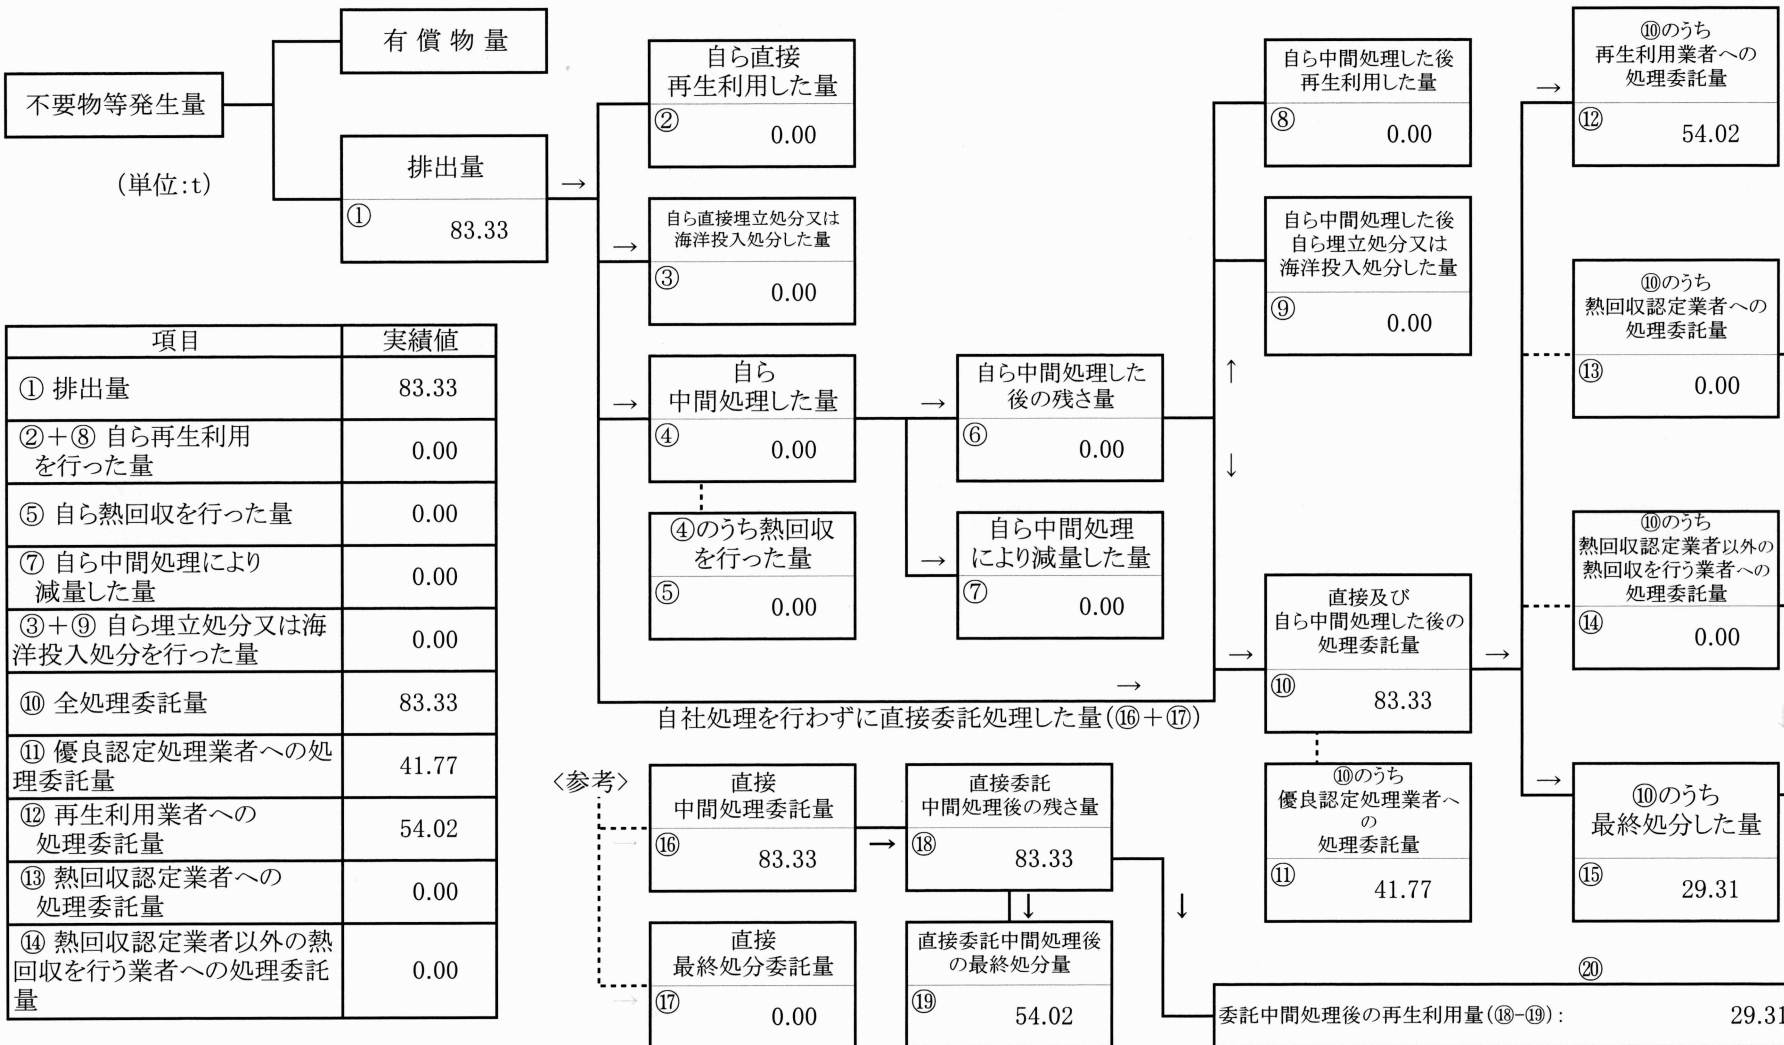 有償物量
不要物等発生量
(単位:t)
排出量
①
83.33
→
自ら直接
再生利用した量
②
0.00
→
自ら直接埋立処分又は
海洋投入処分した量
③
0.00
→
自ら
中間処理した量
④
0.00
④のうち熱回収
を行った量
⑤
0.00
→
自ら中間処理した
後の残さ量
⑥
0.00
→
自ら中間処理
により減量した量
⑦
0.00
↑
↓
自ら中間処理した後
再生利用した量
⑧
0.00
自ら中間処理した後
自ら埋立処分又は
海洋投入処分した量
⑨
0.00
→
自社処理を行わずに直接委託処理した量(⑯+⑰)
→
直接及び
自ら中間処理した後の
処理委託量
⑩
83.33
→
⑩のうち
優良認定処理業者へ
の
処理委託量
⑪
41.77
→
⑩のうち
再生利用業者への
処理委託量
⑫
54.02
⑩のうち
熱回収認定業者への
処理委託量
⑬
0.00
⑩のうち
熱回収認定業者以外の
熱回収を行う業者への
処理委託量
⑭
0.00
→
⑩のうち
最終処分した量
⑮
29.31
項目 実績値
① 排出量 83.33
②+⑧ 自ら再生利用
を行った量 0.00
⑤ 自ら熱回収を行った量 0.00
⑦ 自ら中間処理により
減量した量 0.00
③+⑨ 自ら埋立処分又は海
洋投入処分を行った量 0.00
⑩ 全処理委託量 83.33
⑪ 優良認定処理業者への処
理委託量 41.77
⑫ 再生利用業者への
処理委託量 54.02
⑬ 熱回収認定業者への
処理委託量 0.00
⑭ 熱回収認定業者以外の熱
回収を行う業者への処理委託
量 0.00
〈参考〉
→
直接
中間処理委託量
⑯
83.33
→
直接委託
中間処理後の残さ量
⑱
83.33
↓
↓
→
直接
最終処分委託量
⑰
0.00
直接委託中間処理後
の最終処分量
⑲
54.02
⑳
委託中間処理後の再生利用量(⑱-⑲): 29.31